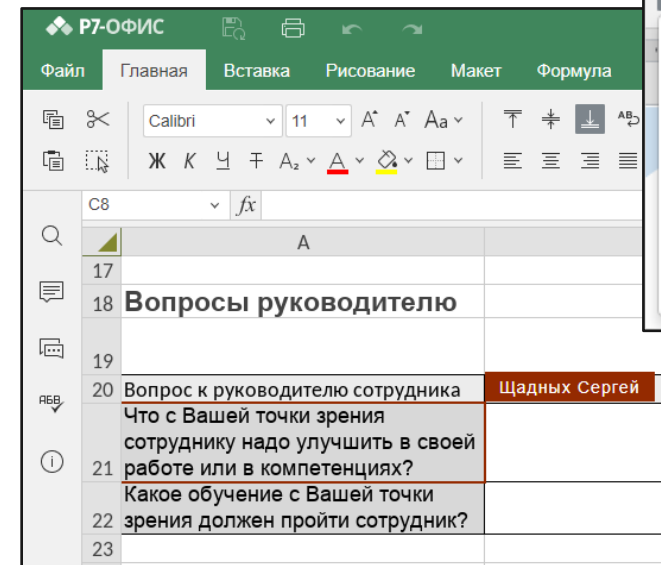 Р7-ОФИС
Файл Главная Вставка Рисование Макет Формула
Calibri 11 A A Aa
Ж К Ч Т A₂ A
C8 fx
A
17
18 Вопросы руководителю
19
20 Вопрос к руководителю сотрудника Щадных Сергей
Что с Вашей точки зрения
сотруднику надо улучшить в своей
21 работе или в компетенциях?
Какое обучение с Вашей точки
22 зрения должен пройти сотрудник?
23